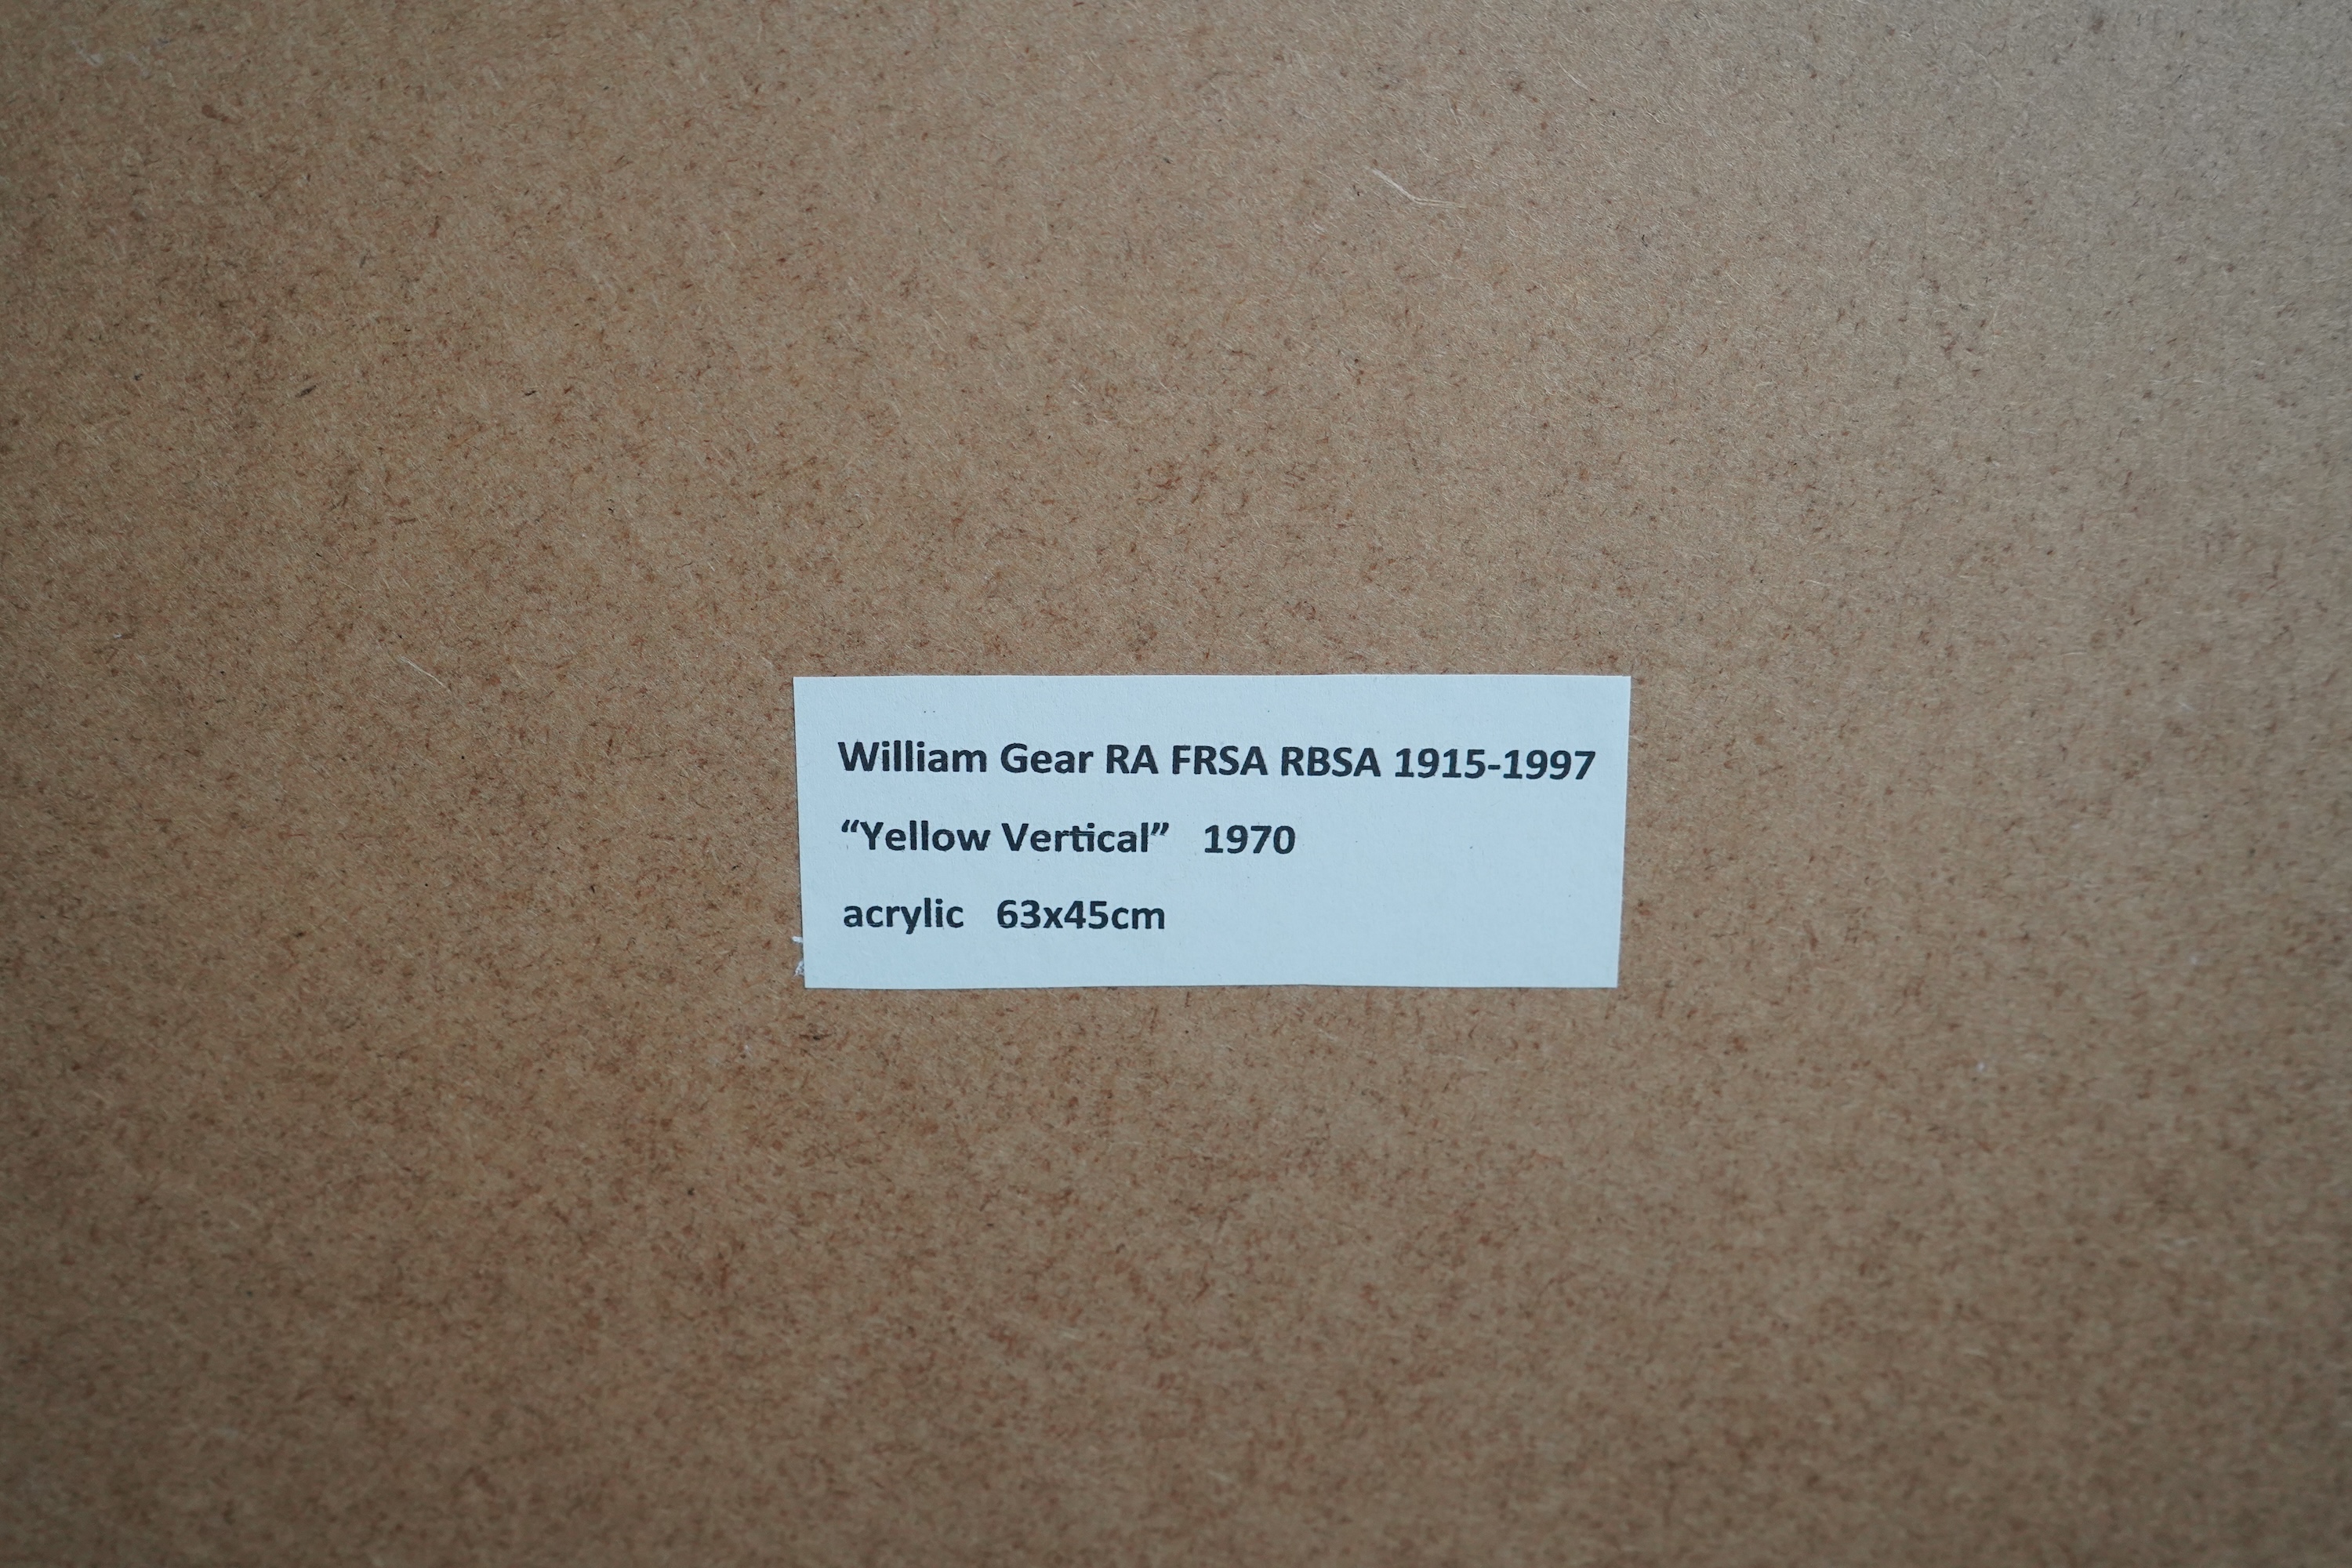 William Gear RA FRSA RBSA 1915-1997
“Yellow Vertical” 1970
acrylic 63x45cm